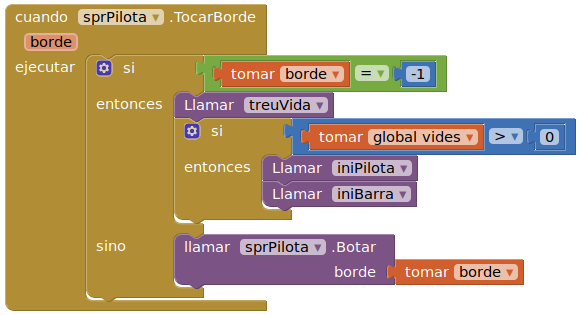 cuando sprPilota .TocarBorde
borde
ejecutar si tomar borde = -1
entonces Llamar treuVida
si tomar global vides > 0
entonces Llamar iniPilota
Llamar iniBarra
sino llamar sprPilota .Botar
borde tomar borde